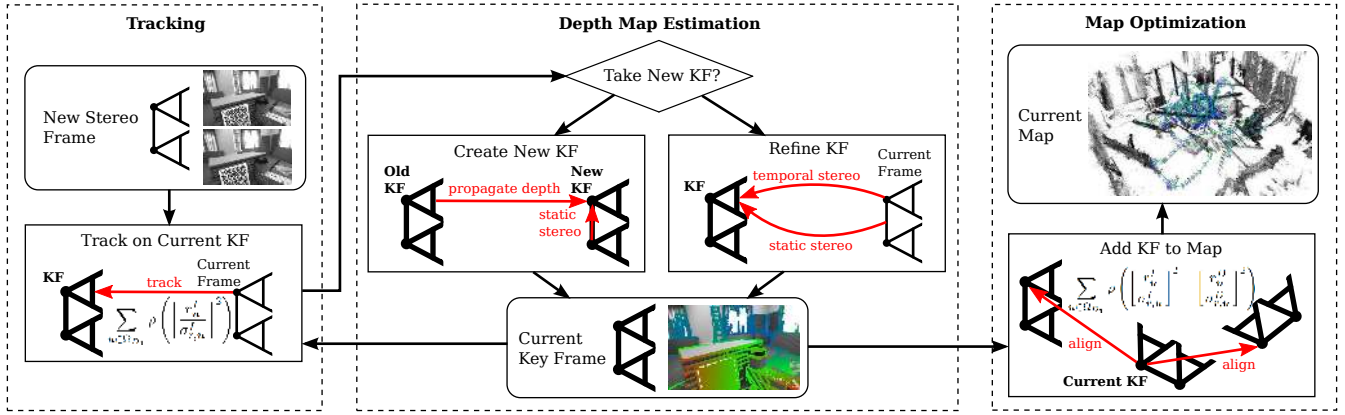 Tracking
New Stereo
Frame
Track on Current KF
KF
Current
Frame
track
Depth Map Estimation
Take New KF?
Create New KF
Old
KF
propagate depth
New
KF
static
stereo
Refine KF
KF
temporal stereo
Current
Frame
static stereo
Current
Key Frame
Map Optimization
Current
Map
Add KF to Map
align
align
Current KF